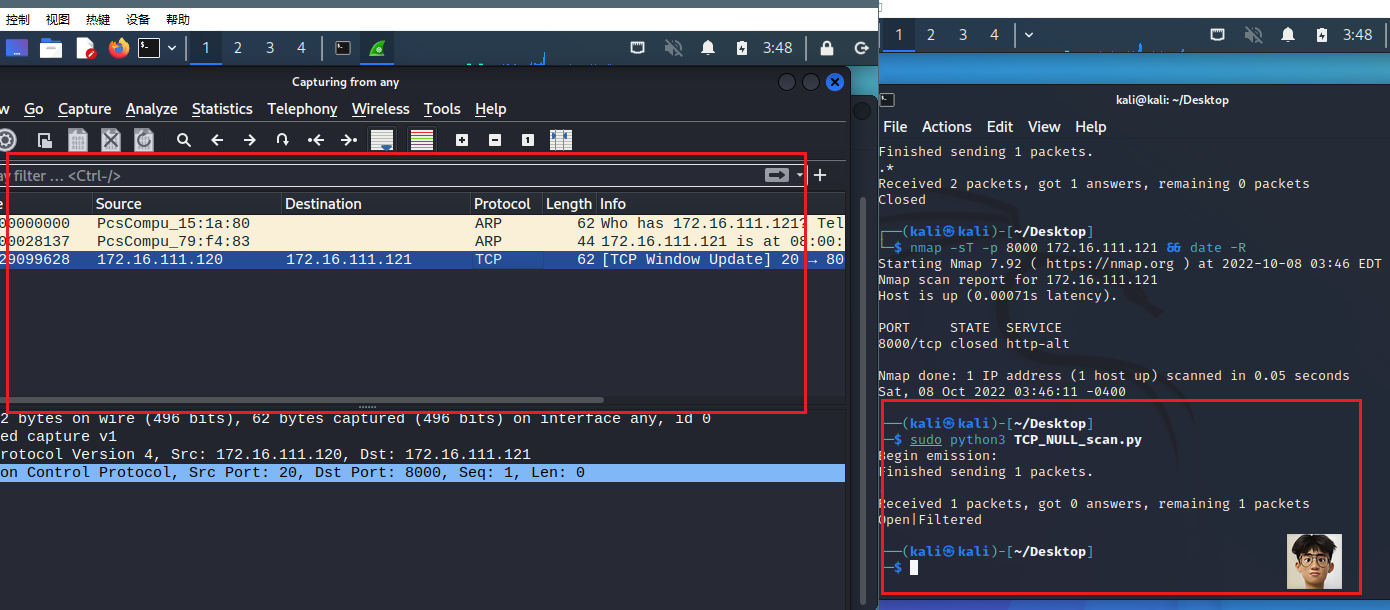 控制 视图 热键 设备 帮助
1 2 3 4 3:48
Capturing from any
w Go Capture Analyze Statistics Telephony Wireless Tools Help
ay filter … <Ctrl-/>
e Source Destination Protocol Length Info
00000000 PcsCompu_15:1a:80 ARP 62 Who has 172.16.111.121? Tel
00028137 PcsCompu_79:f4:83 ARP 44 172.16.111.121 is at 08:00:
29099628 172.16.111.120 172.16.111.121 TCP 62 [TCP Window Update] 20 → 80
2 bytes on wire (496 bits), 62 bytes captured (496 bits) on interface any, id 0
ed capture v1
rotocol Version 4, Src: 172.16.111.120, Dst: 172.16.111.121
on Control Protocol, Src Port: 20, Dst Port: 8000, Seq: 1, Len: 0
1 2 3 4 3:48
kali@kali: ~/Desktop
File Actions Edit View Help
Finished sending 1 packets.
.*
Received 2 packets, got 1 answers, remaining 0 packets
Closed
┌──(kali㉿kali)-[~/Desktop]
└─$ nmap -sT -p 8000 172.16.111.121 && date -R
Starting Nmap 7.92 ( https://nmap.org ) at 2022-10-08 03:46 EDT
Nmap scan report for 172.16.111.121
Host is up (0.00071s latency).
PORT STATE SERVICE
8000/tcp closed http-alt
Nmap done: 1 IP address (1 host up) scanned in 0.05 seconds
Sat, 08 Oct 2022 03:46:11 -0400
┌──(kali㉿kali)-[~/Desktop]
└─$ sudo python3 TCP_NULL_scan.py
Begin emission:
Finished sending 1 packets.
Received 1 packets, got 0 answers, remaining 1 packets
Open|Filtered
┌──(kali㉿kali)-[~/Desktop]
└─$